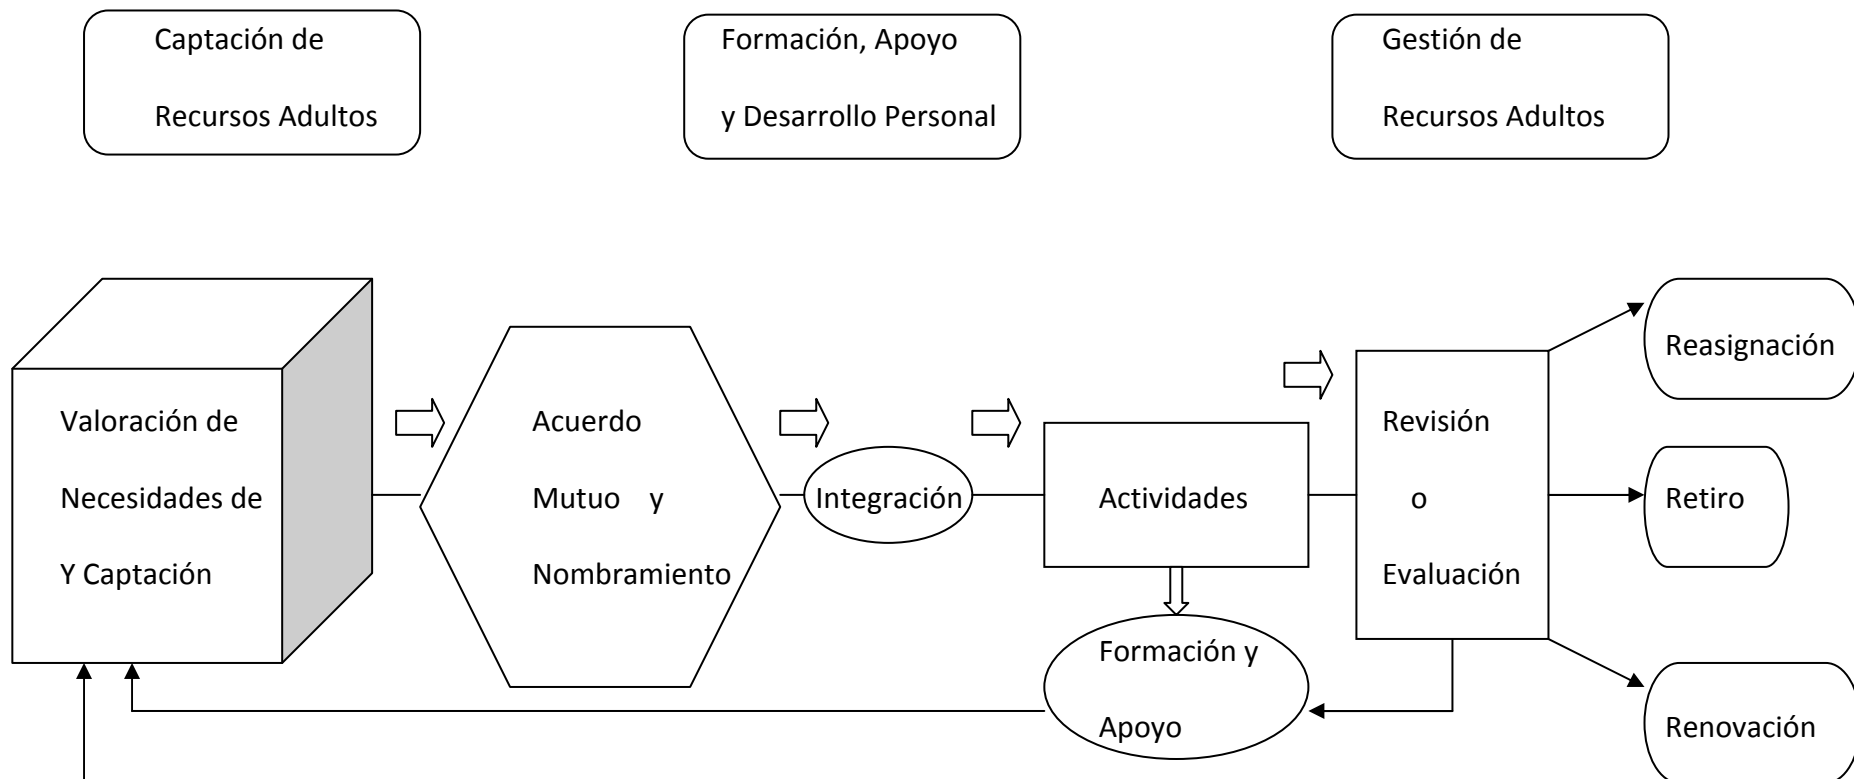 Captación de
Recursos Adultos
Formación, Apoyo
y Desarrollo Personal
Gestión de
Recursos Adultos
Valoración de
Necesidades de
Y Captación
Acuerdo
Mutuo y
Nombramiento
Integración
Actividades
Formación y
Apoyo
Revisión
o
Evaluación
Reasignación
Retiro
Renovación